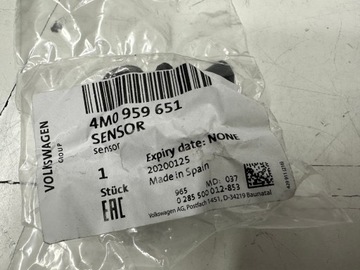 VOLKSWAGEN
GROUP
4M0 959 651
SENSOR
sensor
Expiry date: NONE
1
20200125
Stück
Made in Spain
EAC
965 MD: 037
0 285 500 012-853
Volkswagen AG, Postfach 1451, D-34219 Baunatal